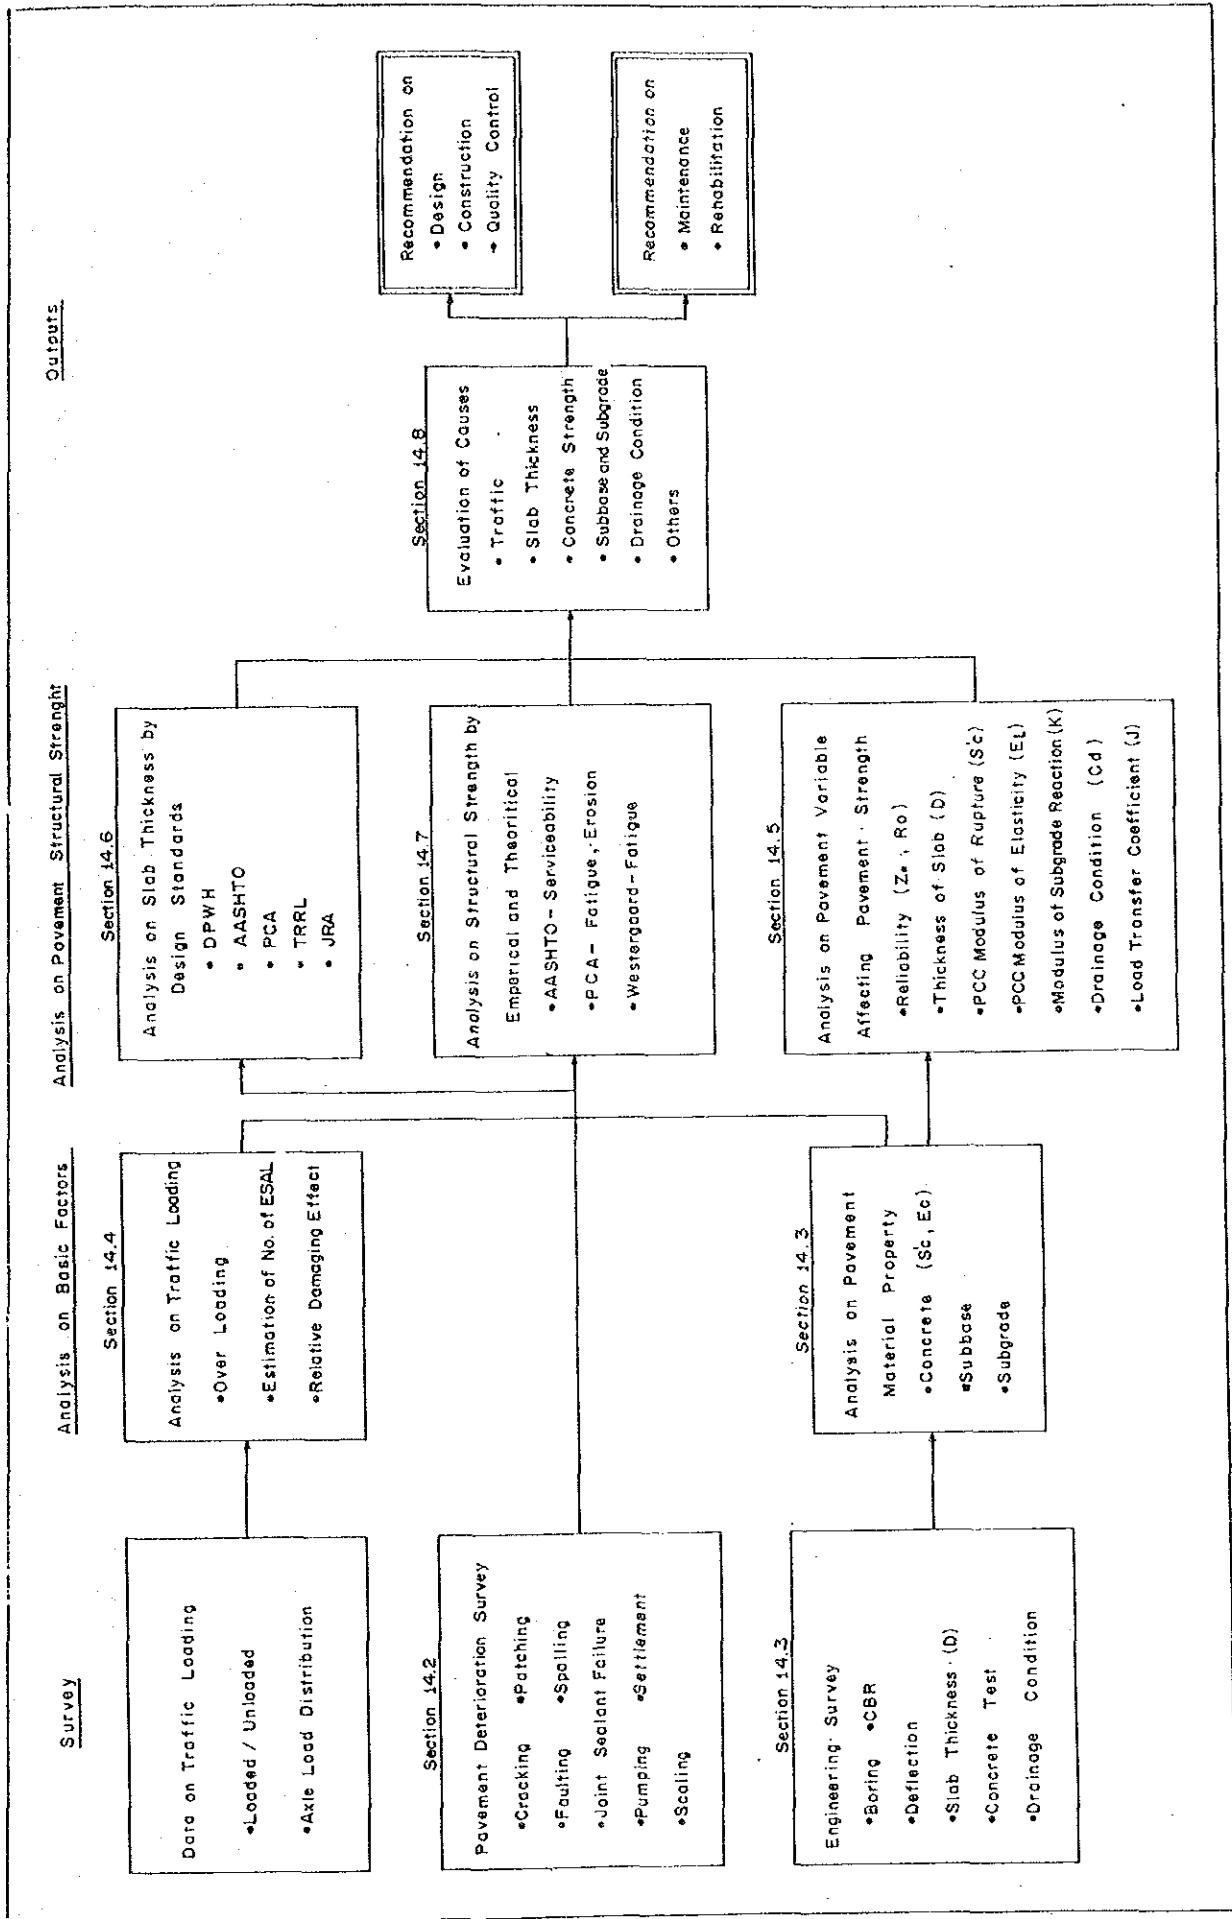 Survey
Analysis on Basic Factors
Analysis on Pavement Structural Strenght
Outputs
Data on Traffic Loading
•Loaded / Unloaded
•Axle Load Distribution
Section 14.2
Pavement Deterioration Survey
•Cracking •Patching
•Faulting •Spalling
•Joint Sealant Failure
•Pumping •Settlement
•Scaling
Section 14.3
Engineering Survey
•Boring •CBR
•Deflection
•Slab Thickness (D)
•Concrete Test
•Drainage Condition
Section 14.4
Analysis on Traffic Loading
•Over Loading
•Estimation of No. of ESAL
•Relative Damaging Effect
Section 14.3
Analysis on Pavement
Material Property
•Concrete (S'c, Ec)
•Subbase
•Subgrade
Section 14.6
Analysis on Slab Thickness by
Design Standards
• DPWH
• AASHTO
• PCA
• TRRL
• JRA
Section 14.7
Analysis on Structural Strength by
Emperical and Theoritical
•AASHTO-Serviceability
•PCA-Fatigue, Erosion
•Westergaard-Fatigue
Section 14.5
Analysis on Pavement Variable
Affecting Pavement Strength
•Reliability (Ze, Ro)
•Thickness of Slab (D)
•PCC Modulus of Rupture (S'c)
•PCC Modulus of Elasticity (EL)
•Modulus of Subgrade Reaction (K)
•Drainage Condition (Cd)
•Load Transfer Coefficient (J)
Section 14.8
Evaluation of Causes
• Traffic
• Slab Thickness
• Concrete Strength
• Subbase and Subgrade
• Drainage Condition
• Others
Recommendation on
• Design
• Construction
• Quality Control
Recommendation on
• Maintenance
• Rehabilitation